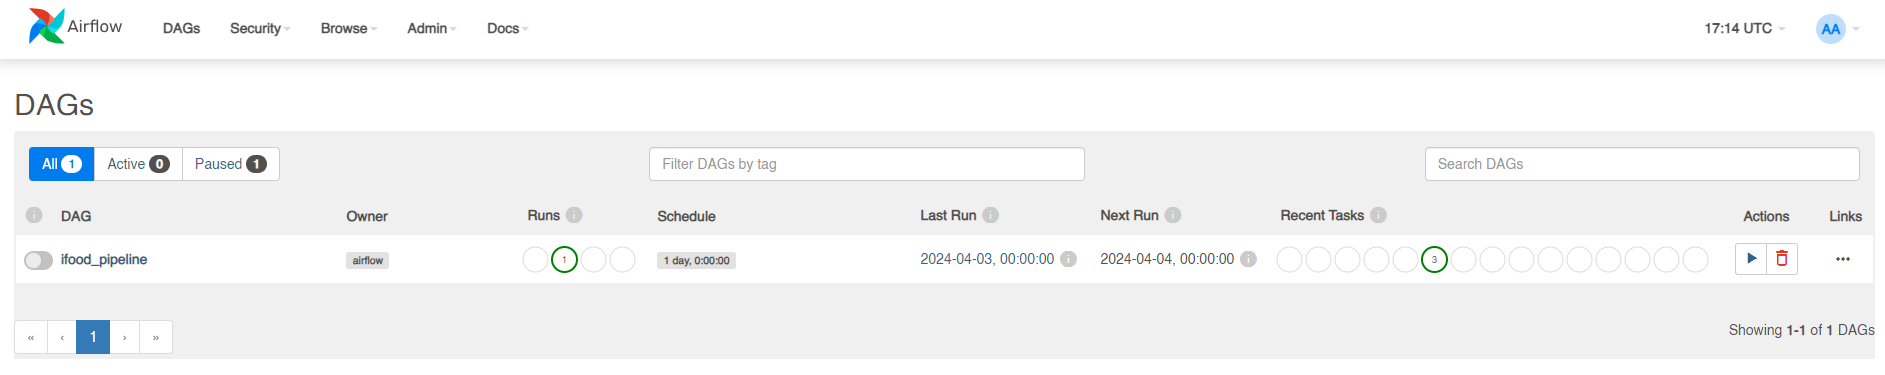 Airflow DAGs Security Browse Admin Docs 17:14 UTC AA
DAGs
All 1 Active 0 Paused 1 Filter DAGs by tag Search DAGs
i DAG Owner Runs i Schedule Last Run i Next Run i Recent Tasks i Actions Links
ifood_pipeline airflow 1 1 day, 0:00:00 2024-04-03, 00:00:00 i 2024-04-04, 00:00:00 i 3 ...
« ‹ 1 › » Showing 1-1 of 1 DAGs